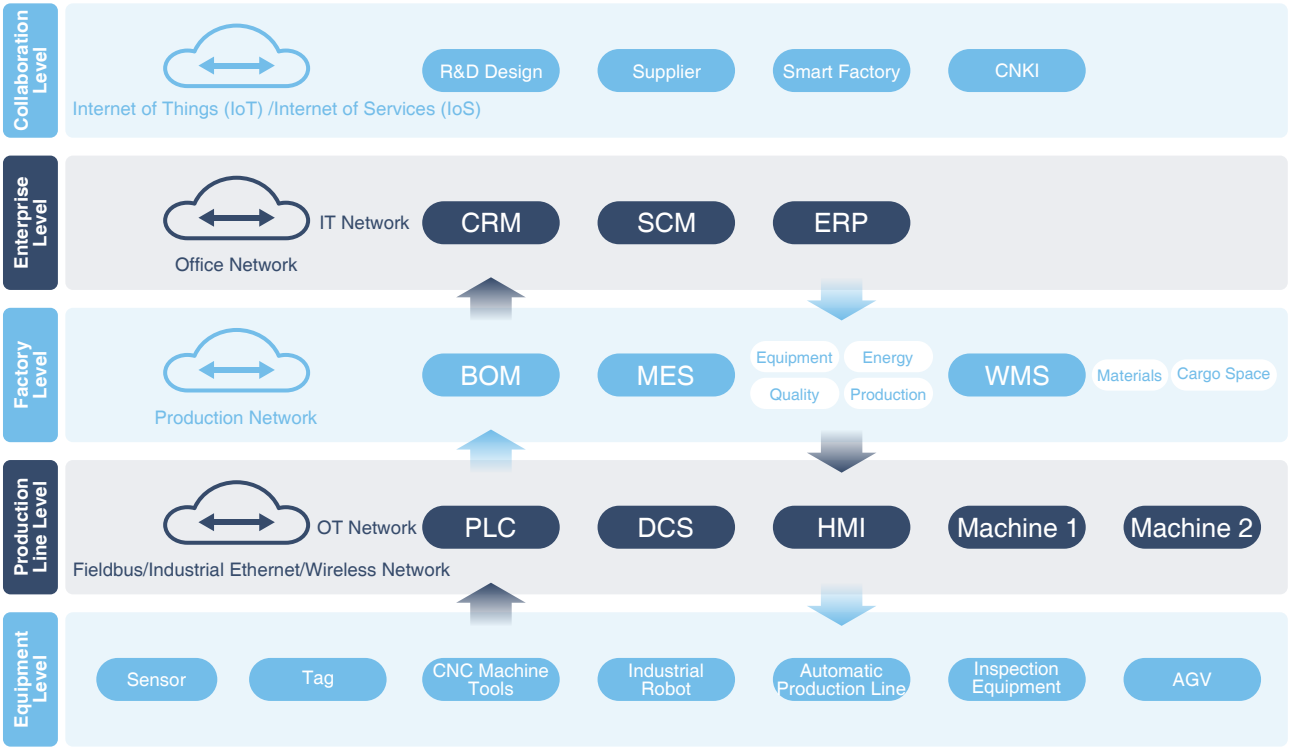 Collaboration
Level
R&D Design
Supplier
Smart Factory
CNKI
Internet of Things (IoT) /Internet of Services (IoS)
Enterprise
Level
IT Network
CRM
SCM
ERP
Office Network
Factory
Level
BOM
MES
Equipment
Energy
Quality
Production
WMS
Materials
Cargo Space
Production Network
Production
Line Level
OT Network
PLC
DCS
HMI
Machine 1
Machine 2
Fieldbus/Industrial Ethernet/Wireless Network
Equipment
Level
Sensor
Tag
CNC Machine
Tools
Industrial
Robot
Automatic
Production Line
Inspection
Equipment
AGV